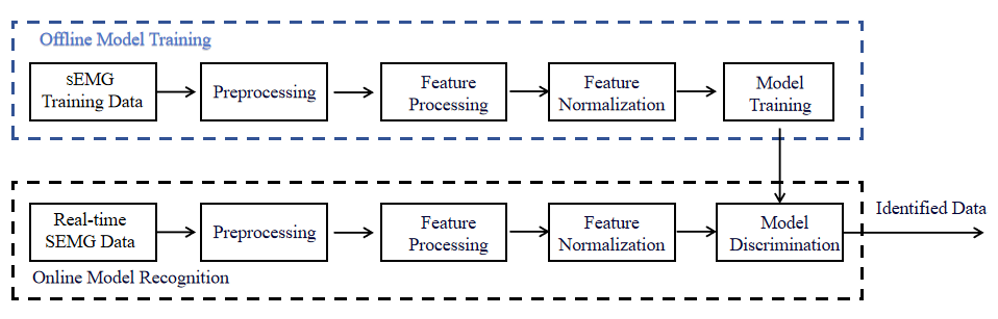 Offline Model Training
sEMG
Training Data
Preprocessing
Feature
Processing
Feature
Normalization
Model
Training
Real-time
SEMG Data
Preprocessing
Feature
Processing
Feature
Normalization
Model
Discrimination
Identified Data
Online Model Recognition